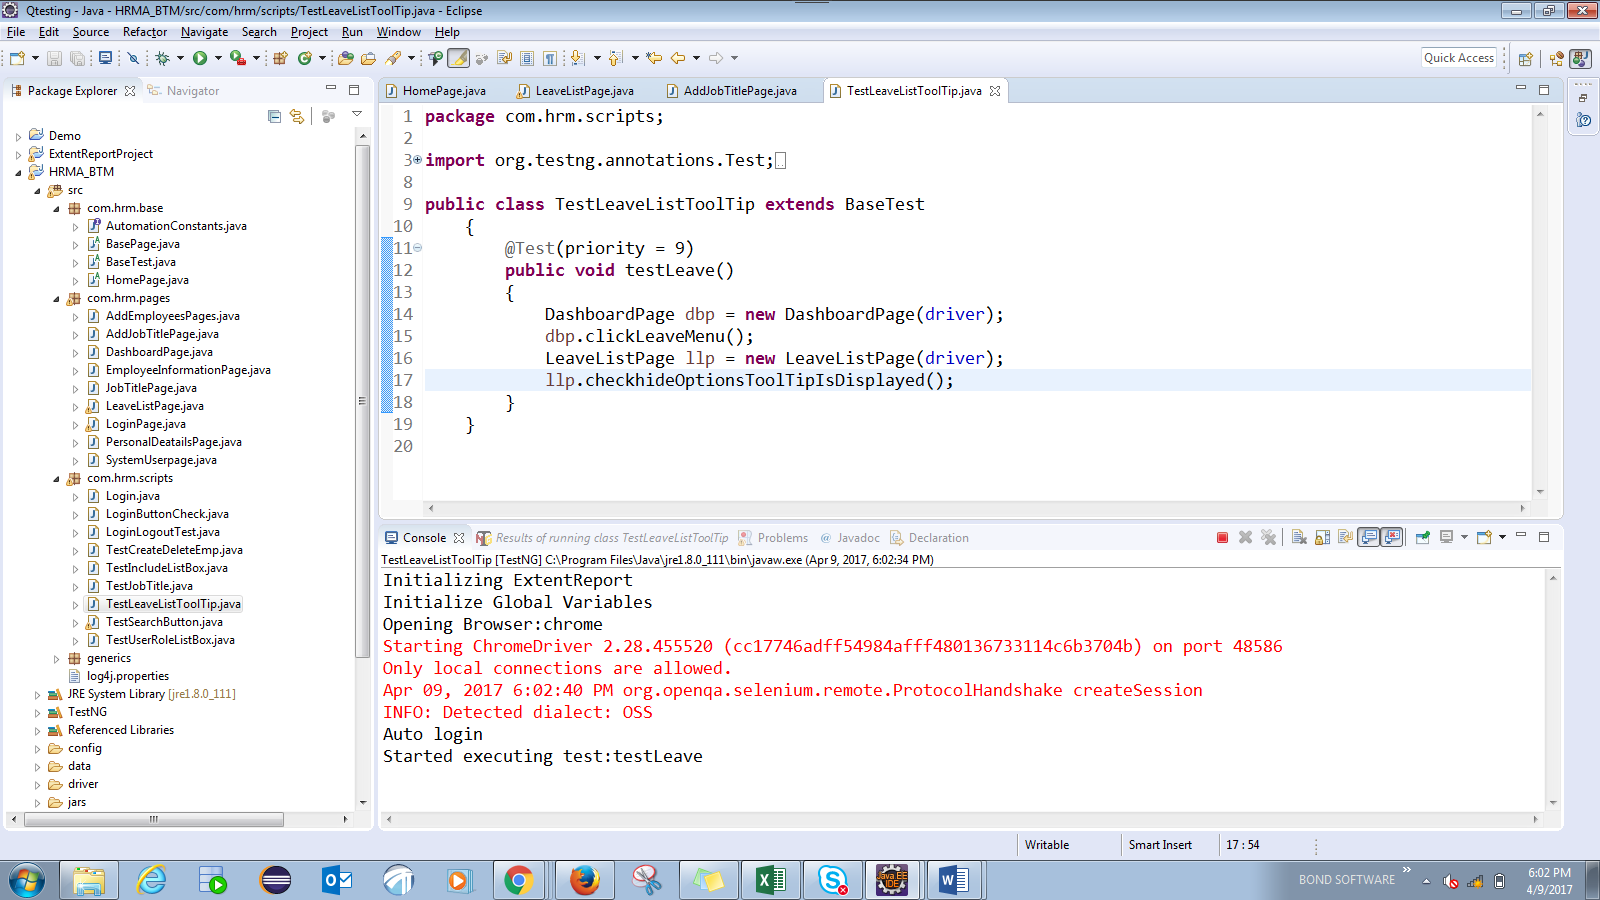 Qtesting - Java - HRMA_BTM/src/com/hrm/scripts/TestLeaveListToolTip.java - Eclipse
File Edit Source Refactor Navigate Search Project Run Window Help
Quick Access
Package Explorer
Navigator
Demo
ExtentReportProject
HRMA_BTM
src
com.hrm.base
AutomationConstants.java
BasePage.java
BaseTest.java
HomePage.java
com.hrm.pages
AddEmployeesPages.java
AddJobTitlePage.java
DashboardPage.java
EmployeeInformationPage.java
JobTitlePage.java
LeaveListPage.java
LoginPage.java
PersonalDeatailsPage.java
SystemUserpage.java
com.hrm.scripts
Login.java
LoginButtonCheck.java
LoginLogoutTest.java
TestCreateDeleteEmp.java
TestIncludeListBox.java
TestJobTitle.java
TestLeaveListToolTip.java
TestSearchButton.java
TestUserRoleListBox.java
generics
log4j.properties
JRE System Library [jre1.8.0_111]
TestNG
Referenced Libraries
config
data
driver
jars
HomePage.java LeaveListPage.java AddJobTitlePage.java TestLeaveListToolTip.java
1 package com.hrm.scripts;
2
3 import org.testng.annotations.Test;
8
9 public class TestLeaveListToolTip extends BaseTest
10 {
11 @Test(priority = 9)
12 public void testLeave()
13 {
14 DashboardPage dbp = new DashboardPage(driver);
15 dbp.clickLeaveMenu();
16 LeaveListPage llp = new LeaveListPage(driver);
17 llp.checkhideOptionsToolTipIsDisplayed();
18 }
19 }
20
Console Results of running class TestLeaveListToolTip Problems @ Javadoc Declaration
TestLeaveListToolTip [TestNG] C:\Program Files\Java\jre1.8.0_111\bin\javaw.exe (Apr 9, 2017, 6:02:34 PM)
Initializing ExtentReport
Initialize Global Variables
Opening Browser:chrome
Starting ChromeDriver 2.28.455520 (cc17746adff54984afff480136733114c6b3704b) on port 48586
Only local connections are allowed.
Apr 09, 2017 6:02:40 PM org.openqa.selenium.remote.ProtocolHandshake createSession
INFO: Detected dialect: OSS
Auto login
Started executing test:testLeave
Writable Smart Insert 17 : 54
Java EE
IDE
BOND SOFTWARE
6:02 PM
4/9/2017